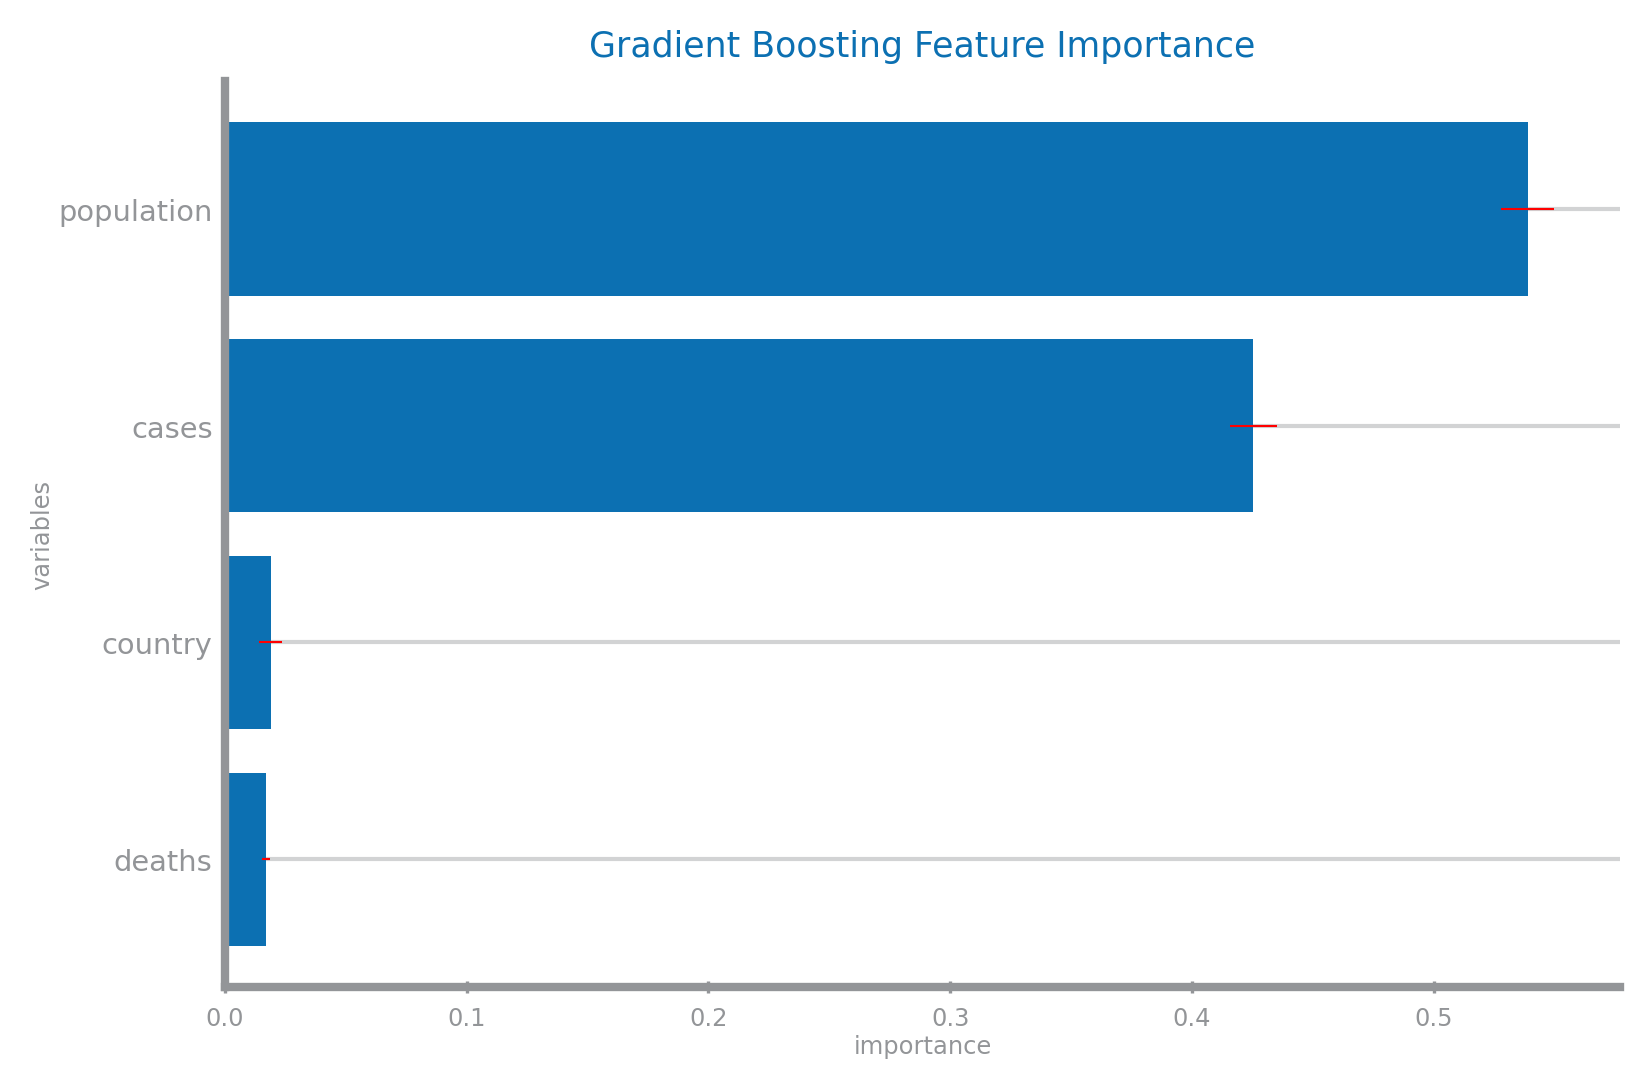 Gradient Boosting Feature Importance
population
cases
country
deaths
variables
0.0 0.1 0.2 0.3 0.4 0.5
importance